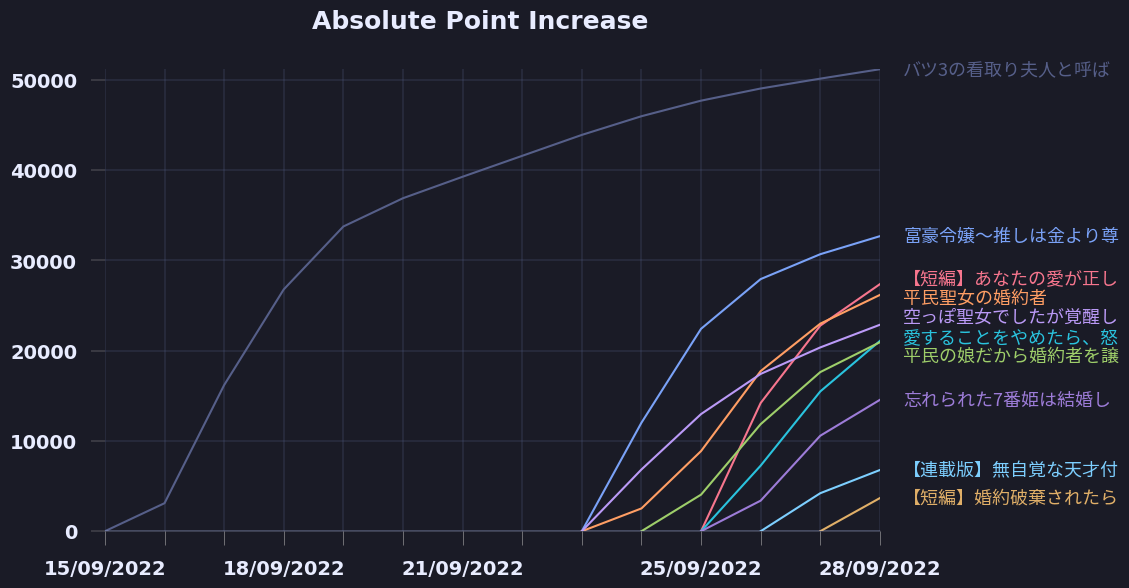 Absolute Point Increase
50000
40000
30000
20000
10000
0
15/09/2022
18/09/2022
21/09/2022
25/09/2022
28/09/2022
バツ3の看取り夫人と呼ば
富豪令嬢〜推しは金より尊
【短編】あなたの愛が正し
平民聖女の婚約者
空っぽ聖女でしたが覚醒し
愛することをやめたら、怒
平民の娘だから婚約者を譲
忘れられた7番姫は結婚し
【連載版】無自覚な天才付
【短編】婚約破棄されたら